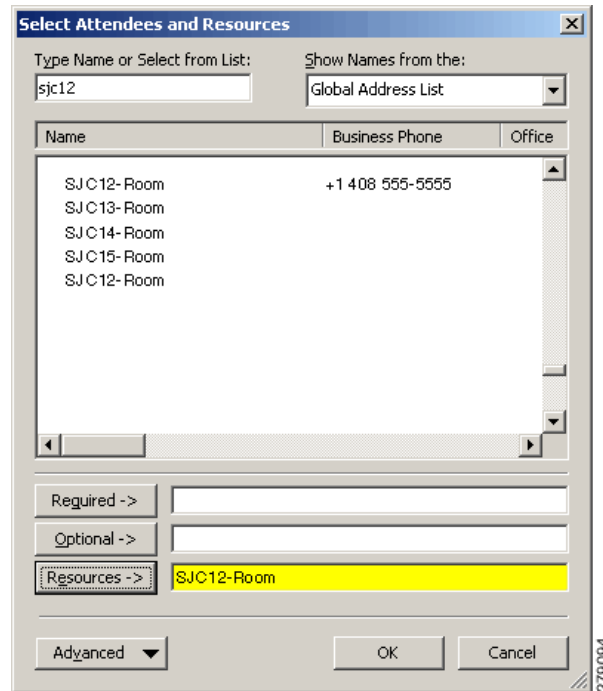 Select Attendees and Resources
Type Name or Select from List:
Show Names from the:
sjc12
Global Address List
Name Business Phone Office
SJC12-Room +1 408 555-5555
SJC13-Room
SJC14-Room
SJC15-Room
SJC12-Room
Required ->
Optional ->
Resources -> SJC12-Room
Advanced OK Cancel
279094